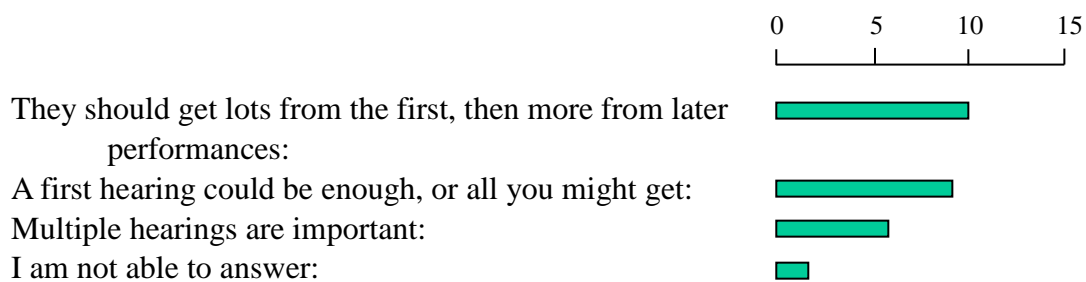 0 5 10 15
They should get lots from the first, then more from later
performances:
A first hearing could be enough, or all you might get:
Multiple hearings are important:
I am not able to answer: